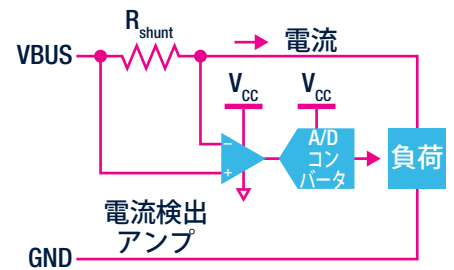 R shunt
VBUS
電流
VCC
VCC
−
+
A/D
コン
バータ
負荷
電流検出
アンプ
GND